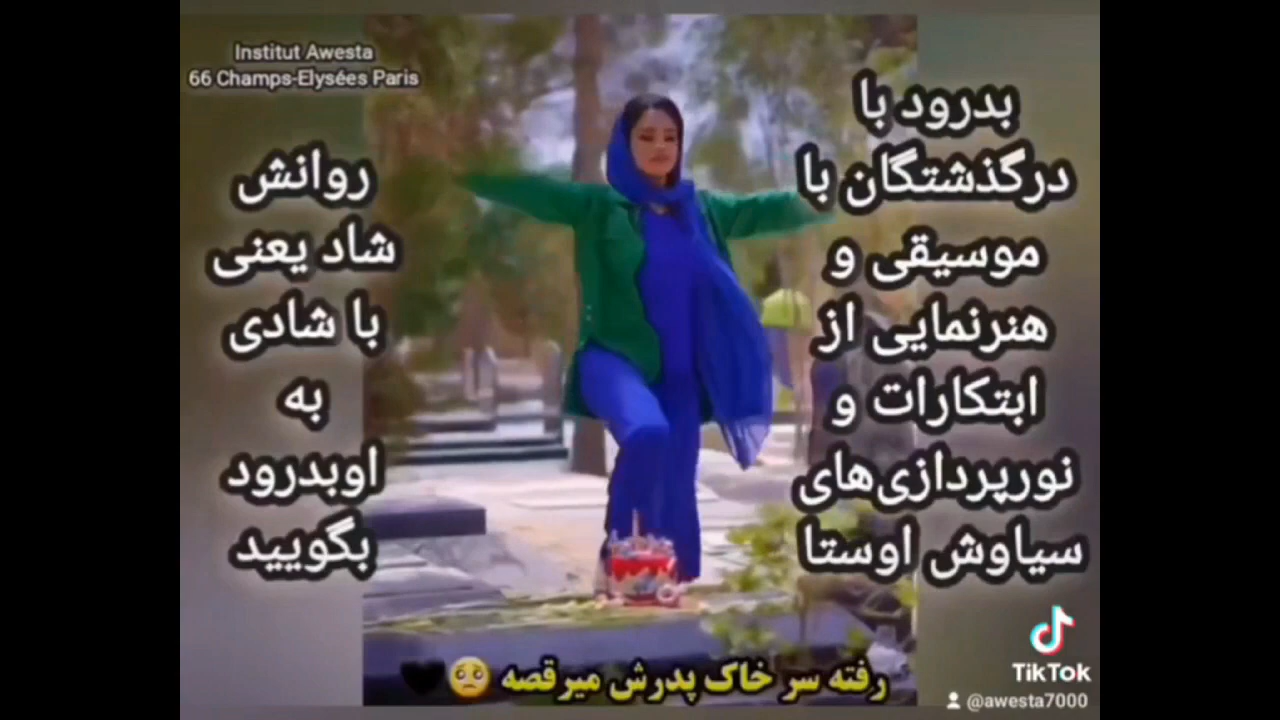 Institut Awesta
66 Champs-Elysées Paris
بدرود با
درگذشتگان با
موسیقی و
هنرنمایی از
ابتکارات و
نورپردازی‌های
سیاوش اوستا
روانش
شاد یعنی
با شادی
به
اوبدرود
بگویید
رفته سر خاک پدرش میرقصه 🥺🖤
TikTok
@awesta7000